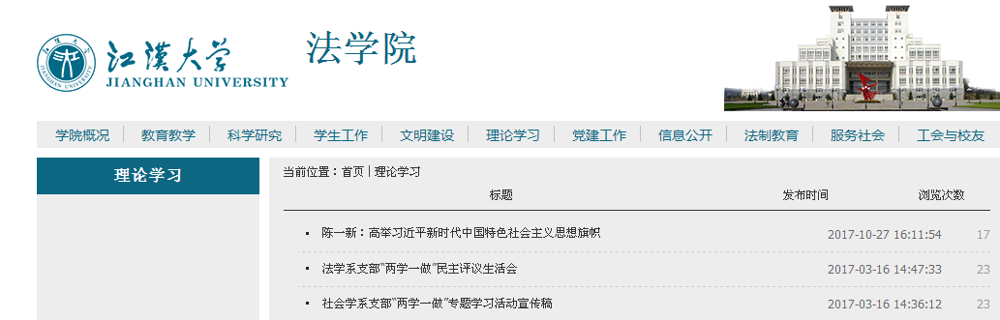 江汉大学
JIANGHAN UNIVERSITY
法学院
学院概况 教育教学 科学研究 学生工作 文明建设 理论学习 党建工作 信息公开 法制教育 服务社会 工会与校友
理论学习
当前位置：首页 | 理论学习
标题 发布时间 浏览次数
陈一新：高举习近平新时代中国特色社会主义思想旗帜 2017-10-27 16:11:54 17
法学系支部“两学一做”民主评议生活会 2017-03-16 14:47:33 23
社会学系支部“两学一做”专题学习活动宣传稿 2017-03-16 14:36:12 23